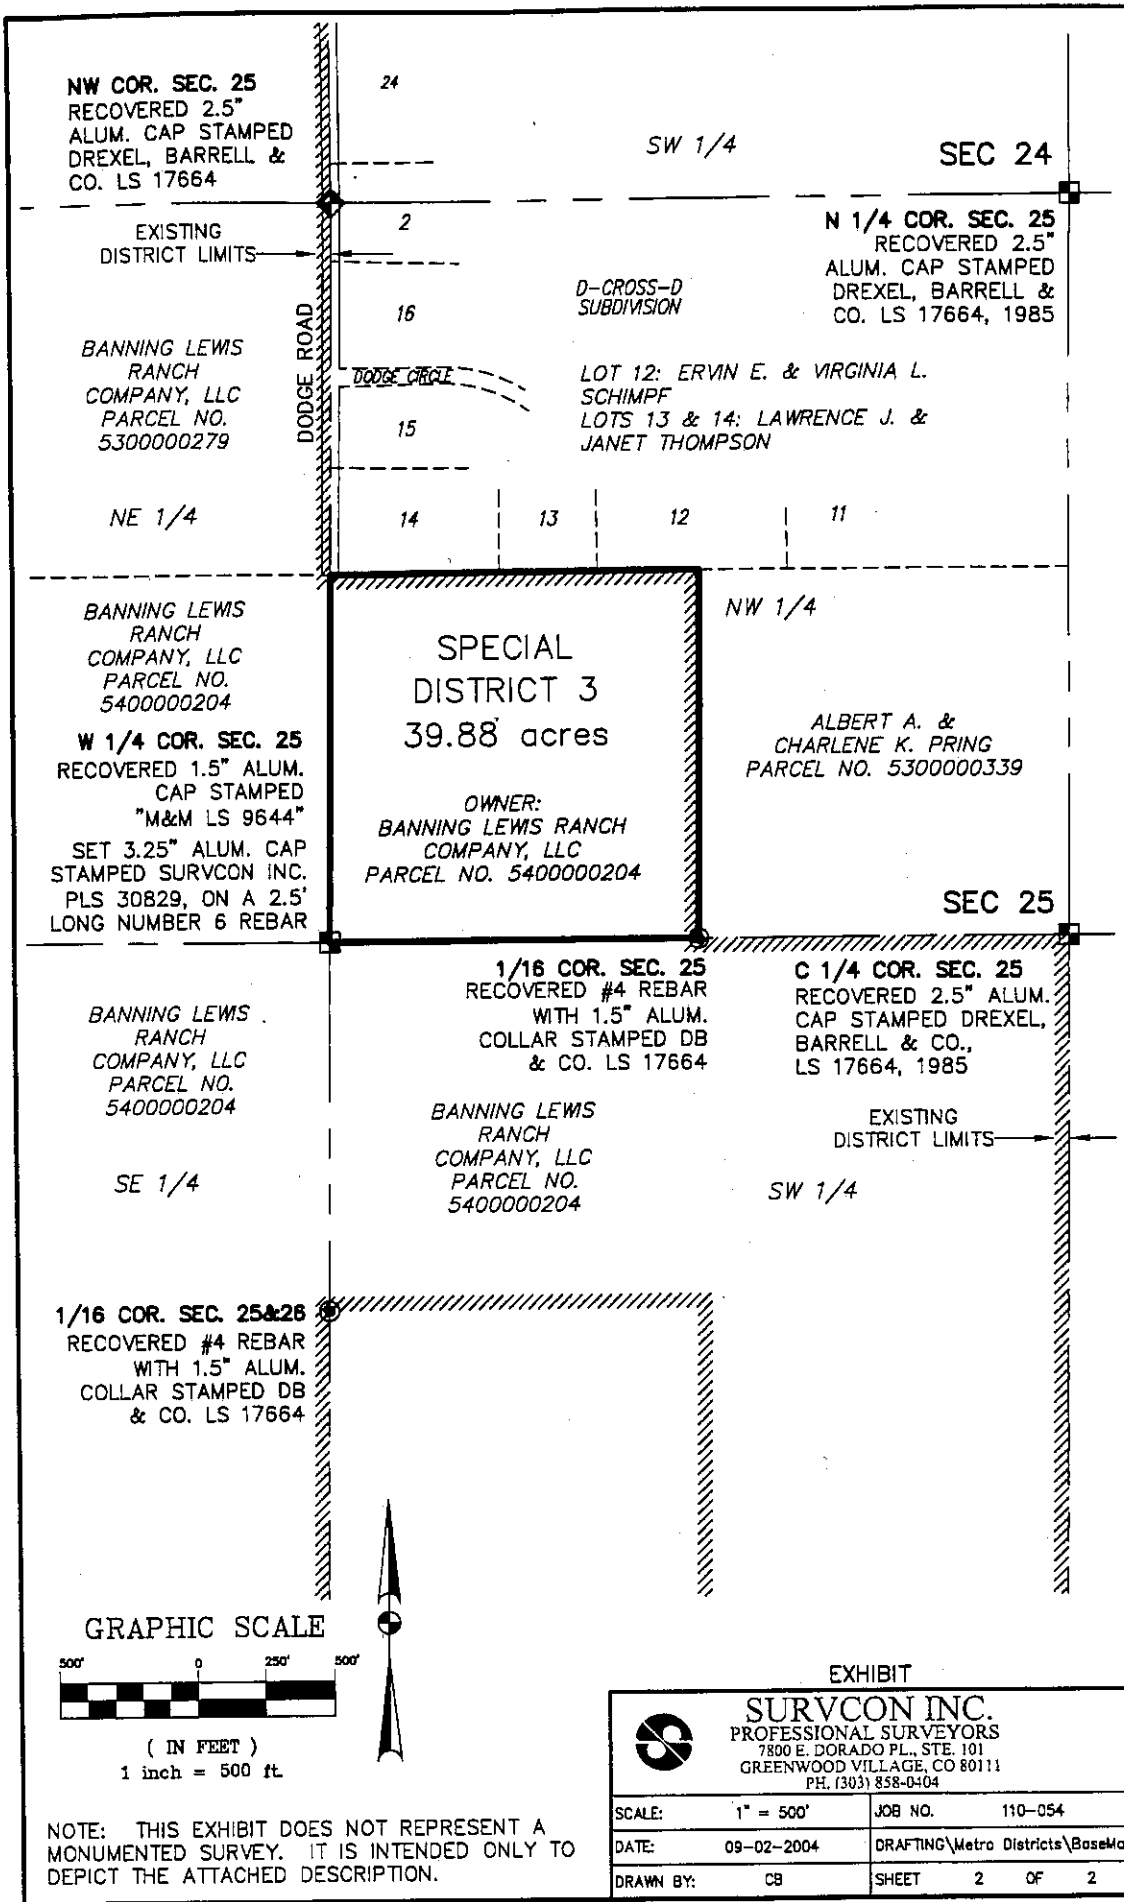 NW COR. SEC. 25
RECOVERED 2.5"
ALUM. CAP STAMPED
DREXEL, BARRELL &
CO. LS 17664
24
SW 1/4
SEC 24
EXISTING
DISTRICT LIMITS
2
N 1/4 COR. SEC. 25
RECOVERED 2.5"
ALUM. CAP STAMPED
DREXEL, BARRELL &
CO. LS 17664, 1985
D-CROSS-D
SUBDIVISION
16
DODGE ROAD
BANNING LEWIS
RANCH
COMPANY, LLC
PARCEL NO.
5300000279
DODGE CIRCLE
LOT 12: ERVIN E. & VIRGINIA L.
SCHIMPF
LOTS 13 & 14: LAWRENCE J. &
JANET THOMPSON
15
NE 1/4
14
13
12
11
BANNING LEWIS
RANCH
COMPANY, LLC
PARCEL NO.
5400000204
NW 1/4
SPECIAL
DISTRICT 3
39.88 acres
OWNER:
BANNING LEWIS RANCH
COMPANY, LLC
PARCEL NO. 5400000204
ALBERT A. &
CHARLENE K. PRING
PARCEL NO. 5300000339
W 1/4 COR. SEC. 25
RECOVERED 1.5" ALUM.
CAP STAMPED
"M&M LS 9644"
SET 3.25" ALUM. CAP
STAMPED SURVCON INC.
PLS 30829, ON A 2.5'
LONG NUMBER 6 REBAR
SEC 25
1/16 COR. SEC. 25
RECOVERED #4 REBAR
WITH 1.5" ALUM.
COLLAR STAMPED DB
& CO. LS 17664
C 1/4 COR. SEC. 25
RECOVERED 2.5" ALUM.
CAP STAMPED DREXEL,
BARRELL & CO.,
LS 17664, 1985
BANNING LEWIS
RANCH
COMPANY, LLC
PARCEL NO.
5400000204
BANNING LEWIS
RANCH
COMPANY, LLC
PARCEL NO.
5400000204
EXISTING
DISTRICT LIMITS
SE 1/4
SW 1/4
1/16 COR. SEC. 25&26
RECOVERED #4 REBAR
WITH 1.5" ALUM.
COLLAR STAMPED DB
& CO. LS 17664
GRAPHIC SCALE
500' 0 250' 500'
( IN FEET )
1 inch = 500 ft.
NOTE: THIS EXHIBIT DOES NOT REPRESENT A
MONUMENTED SURVEY. IT IS INTENDED ONLY TO
DEPICT THE ATTACHED DESCRIPTION.
EXHIBIT
SURVCON INC.
PROFESSIONAL SURVEYORS
7800 E. DORADO PL., STE. 101
GREENWOOD VILLAGE, CO 80111
PH. (303) 858-0404
SCALE: 1" = 500' JOB NO. 110-054
DATE: 09-02-2004 DRAFTING\Metro Districts\BaseMa
DRAWN BY: CB SHEET 2 OF 2